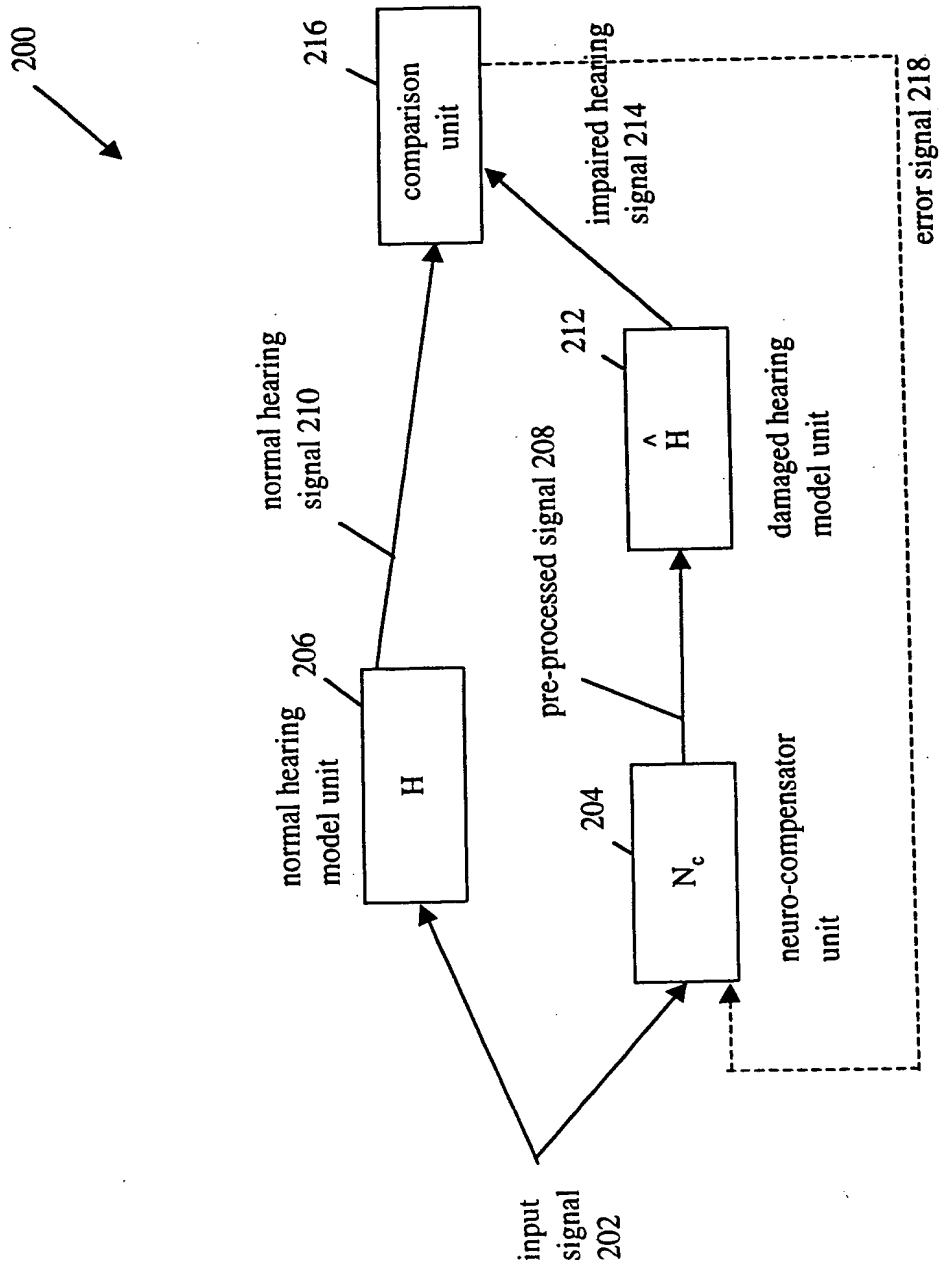 200
normal hearing
model unit
206
H
normal hearing
signal 210
216
comparison
unit
input
signal
202
204
N_c
neuro-compensator
unit
pre-processed signal 208
212
Ĥ
damaged hearing
model unit
impaired hearing
signal 214
error signal 218